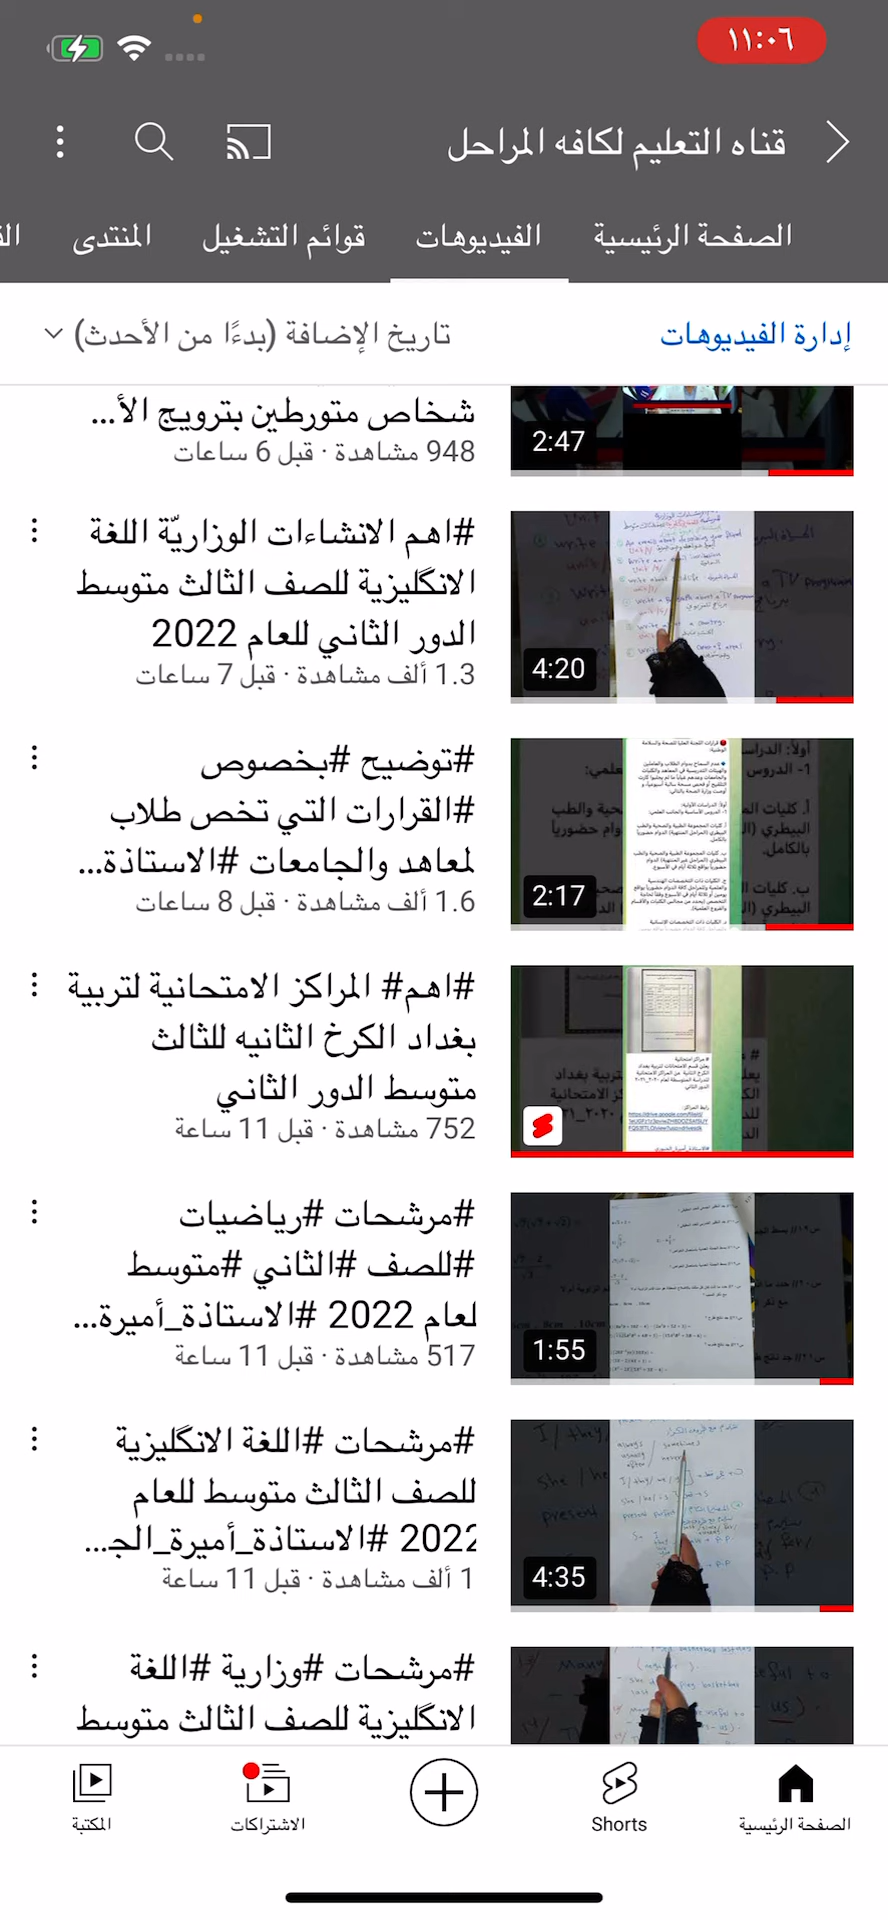 ١١:٠٦
قناه التعليم لكافه المراحل
الصفحة الرئيسية
الفيديوهات
قوائم التشغيل
المنتدى
إدارة الفيديوهات
تاريخ الإضافة (بدءًا من الأحدث)
شخاص متورطين بترويج الأ...
948 مشاهدة · قبل 6 ساعات
2:47
#اهم الانشاءات الوزاريّة اللغة
الانگليزية للصف الثالث متوسط
الدور الثاني للعام 2022
1.3 ألف مشاهدة · قبل 7 ساعات
4:20
#توضيح #بخصوص
#القرارات التي تخص طلاب
لمعاهد والجامعات #الاستاذة...
1.6 ألف مشاهدة · قبل 8 ساعات
2:17
#اهم# المراكز الامتحانية لتربية
بغداد الكرخ الثانيه للثالث
متوسط الدور الثاني
752 مشاهدة · قبل 11 ساعة
#مرشحات #رياضيات
#للصف #الثاني #متوسط
لعام 2022 #الاستاذة_أميرة...
517 مشاهدة · قبل 11 ساعة
1:55
#مرشحات #اللغة الانگليزية
للصف الثالث متوسط للعام
2022 #الاستاذة_أميرة_الجـ...
1 ألف مشاهدة · قبل 11 ساعة
4:35
#مرشحات #وزارية #اللغة
الانگليزية للصف الثالث متوسط
الصفحة الرئيسية
Shorts
الاشتراكات
المكتبة